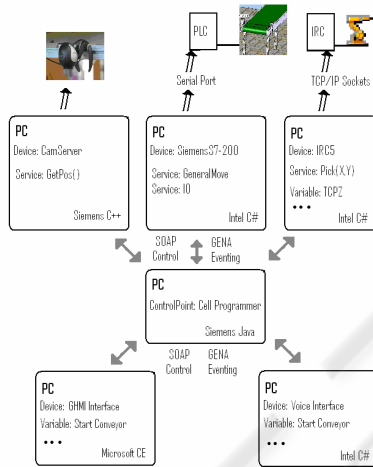 PLC
IRC
Serial Port
TCP/IP Sockets
PC
Device: CamServer
Service: GetPos( )
Siemens C++
PC
Device: SiemensS7-200
Service: GeneralMove
Service: IO
Intel C#
PC
Device: IRC5
Service: Pick(X,Y)
Variable: TCPZ
•••
Intel C#
SOAP
Control
GENA
Eventing
PC
ControlPoint: Cell Programmer
Siemens Java
SOAP
Control
GENA
Eventing
PC
Device: GHMI Interface
Variable: Start Conveyor
•••
Microsoft CE
PC
Device: Voice Interface
Variable: Start Conveyor
•••
Intel C#